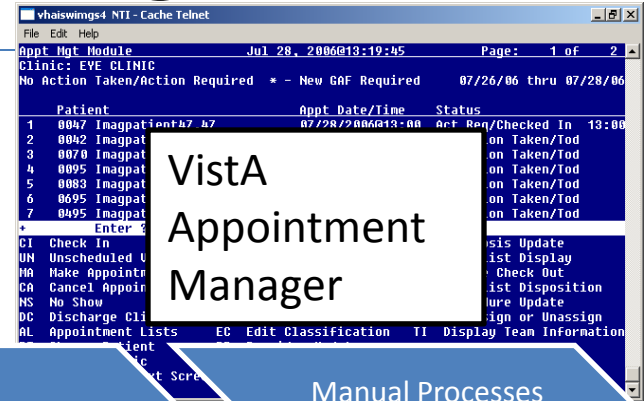 vhaiswimgs4 NTI - Cache Telnet
File Edit Help
Appt Mgt Module Jul 28, 2006@13:19:45 Page: 1 of 2
Clinic: EYE CLINIC
No Action Taken/Action Required * - New GAF Required 07/26/06 thru 07/28/06
Patient Appt Date/Time Status
1 0047 Imagpatient47,47 07/28/2006@13:00 Act Req/Checked In 13:00
2 0042 Imagpat on Taken/Tod
3 0070 Imagpat on Taken/Tod
4 0095 Imagpat on Taken/Tod
5 0083 Imagpat on Taken/Tod
6 0695 Imagpat on Taken/Tod
7 0495 Imagpat on Taken/Tod
+ Enter ?
CI Check In osis Update
UN Unscheduled ist Display
MA Make Appointm Check Out
CA Cancel Appoin ist Disposition
NS No Show ure Update
DC Discharge Cli ign or Unassign
AL Appointment Lists EC Edit Classification TI Display Team Information
VistA
Appointment
Manager
Manual Processes